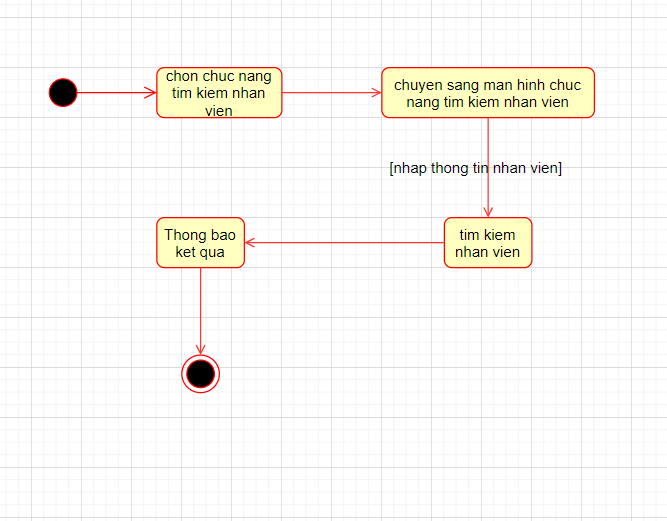 chon chuc nang
tim kiem nhan
vien
chuyen sang man hinh chuc
nang tim kiem nhan vien
[nhap thong tin nhan vien]
Thong bao
ket qua
tim kiem
nhan vien